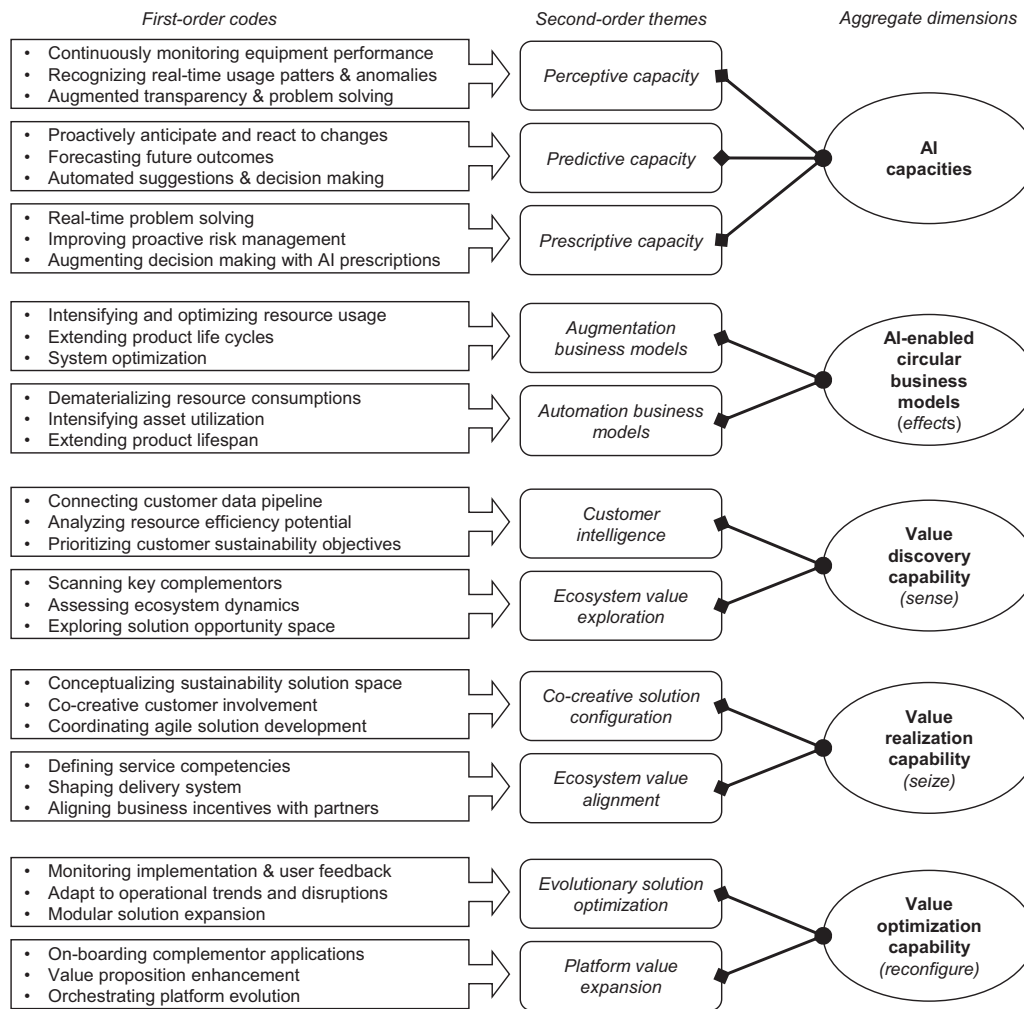 First-order codes
Second-order themes
Aggregate dimensions
• Continuously monitoring equipment performance
• Recognizing real-time usage patters & anomalies
• Augmented transparency & problem solving
Perceptive capacity
• Proactively anticipate and react to changes
• Forecasting future outcomes
• Automated suggestions & decision making
Predictive capacity
• Real-time problem solving
• Improving proactive risk management
• Augmenting decision making with AI prescriptions
Prescriptive capacity
AI
capacities
• Intensifying and optimizing resource usage
• Extending product life cycles
• System optimization
Augmentation
business models
• Dematerializing resource consumptions
• Intensifying asset utilization
• Extending product lifespan
Automation business
models
AI-enabled
circular
business
models
(effects)
• Connecting customer data pipeline
• Analyzing resource efficiency potential
• Prioritizing customer sustainability objectives
Customer
intelligence
• Scanning key complementors
• Assessing ecosystem dynamics
• Exploring solution opportunity space
Ecosystem value
exploration
Value
discovery
capability
(sense)
• Conceptualizing sustainability solution space
• Co-creative customer involvement
• Coordinating agile solution development
Co-creative solution
configuration
• Defining service competencies
• Shaping delivery system
• Aligning business incentives with partners
Ecosystem value
alignment
Value
realization
capability
(seize)
• Monitoring implementation & user feedback
• Adapt to operational trends and disruptions
• Modular solution expansion
Evolutionary solution
optimization
• On-boarding complementor applications
• Value proposition enhancement
• Orchestrating platform evolution
Platform value
expansion
Value
optimization
capability
(reconfigure)